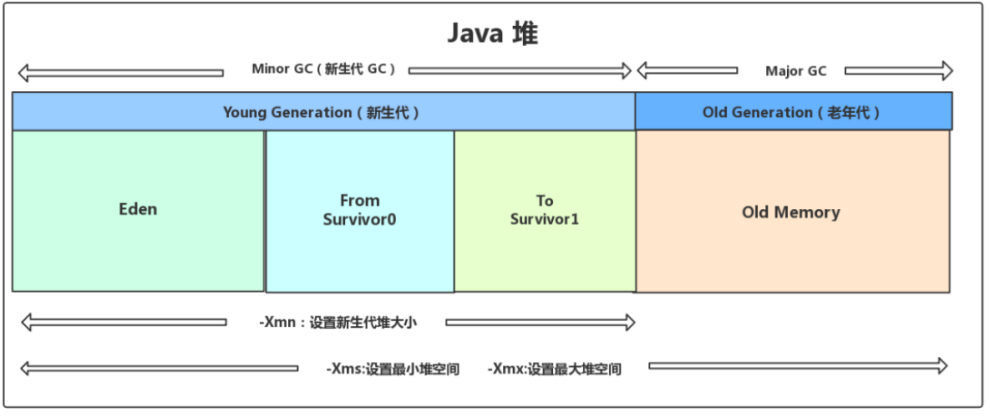 Java 堆
Minor GC（新生代 GC）
Major GC
Young Generation（新生代）
Old Generation（老年代）
Eden
From
Survivor0
To
Survivor1
Old Memory
-Xmn：设置新生代堆大小
-Xms:设置最小堆空间
-Xmx:设置最大堆空间